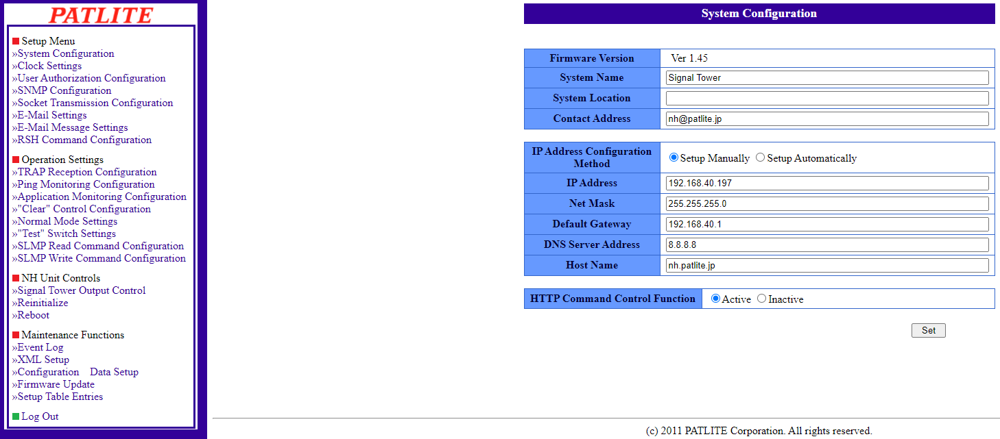 PATLITE
Setup Menu
»System Configuration
»Clock Settings
»User Authorization Configuration
»SNMP Configuration
»Socket Transmission Configuration
»E-Mail Settings
»E-Mail Message Settings
»RSH Command Configuration
Operation Settings
»TRAP Reception Configuration
»Ping Monitoring Configuration
»Application Monitoring Configuration
»"Clear" Control Configuration
»Normal Mode Settings
»"Test" Switch Settings
»SLMP Read Command Configuration
»SLMP Write Command Configuration
NH Unit Controls
»Signal Tower Output Control
»Reinitialize
»Reboot
Maintenance Functions
»Event Log
»XML Setup
»Configuration Data Setup
»Firmware Update
»Setup Table Entries
Log Out
System Configuration
Firmware Version Ver 1.45
System Name Signal Tower
System Location
Contact Address nh@patlite.jp
IP Address Configuration
Method Setup Manually Setup Automatically
IP Address 192.168.40.197
Net Mask 255.255.255.0
Default Gateway 192.168.40.1
DNS Server Address 8.8.8.8
Host Name nh.patlite.jp
HTTP Command Control Function Active Inactive
Set
(c) 2011 PATLITE Corporation. All rights reserved.